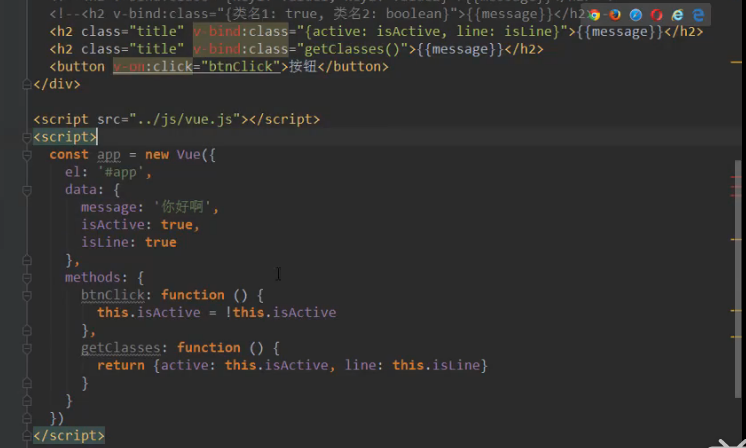 <!--<h2 v-bind:class="{类名1: true, 类名2: boolean}">{{message}}</h2>
<h2 class="title" v-bind:class="{active: isActive, line: isLine}">{{message}}</h2>
<h2 class="title" v-bind:class="getClasses()">{{message}}</h2>
<button v-on:click="btnClick">按钮</button>
</div>
<script src="../js/vue.js"></script>
<script>
const app = new Vue({
el: '#app',
data: {
message: '你好啊',
isActive: true,
isLine: true
},
methods: {
btnClick: function () {
this.isActive = !this.isActive
},
getClasses: function () {
return {active: this.isActive, line: this.isLine}
}
}
})
</script>